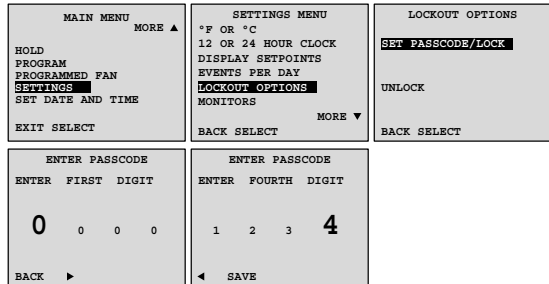 MAIN MENU
MORE ▲
HOLD
PROGRAM
PROGRAMMED FAN
SETTINGS
SET DATE AND TIME
EXIT SELECT
SETTINGS MENU
°F OR °C
12 OR 24 HOUR CLOCK
DISPLAY SETPOINTS
EVENTS PER DAY
LOCKOUT OPTIONS
MONITORS
MORE ▼
BACK SELECT
LOCKOUT OPTIONS
SET PASSCODE/LOCK
UNLOCK
BACK SELECT
ENTER PASSCODE
ENTER FIRST DIGIT
0 0 0 0
BACK ▶
ENTER PASSCODE
ENTER FOURTH DIGIT
1 2 3 4
◀ SAVE